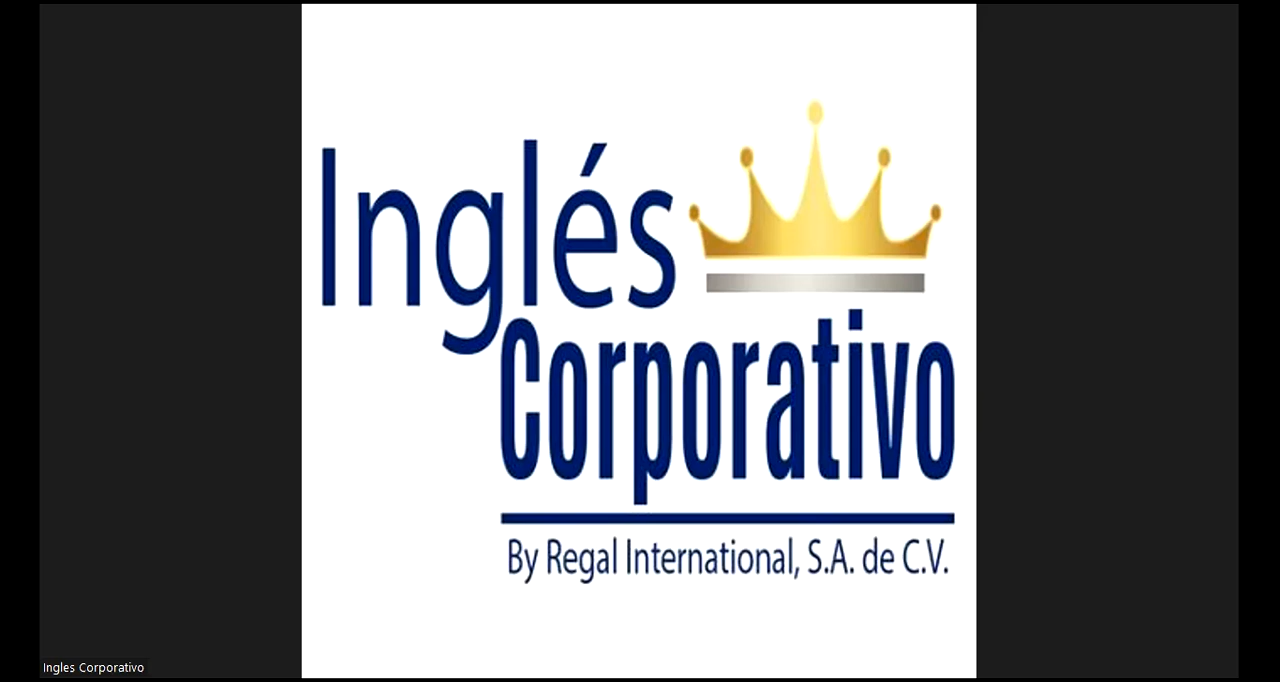 Inglés
Corporativo
By Regal International, S.A. de C.V.
Ingles Corporativo